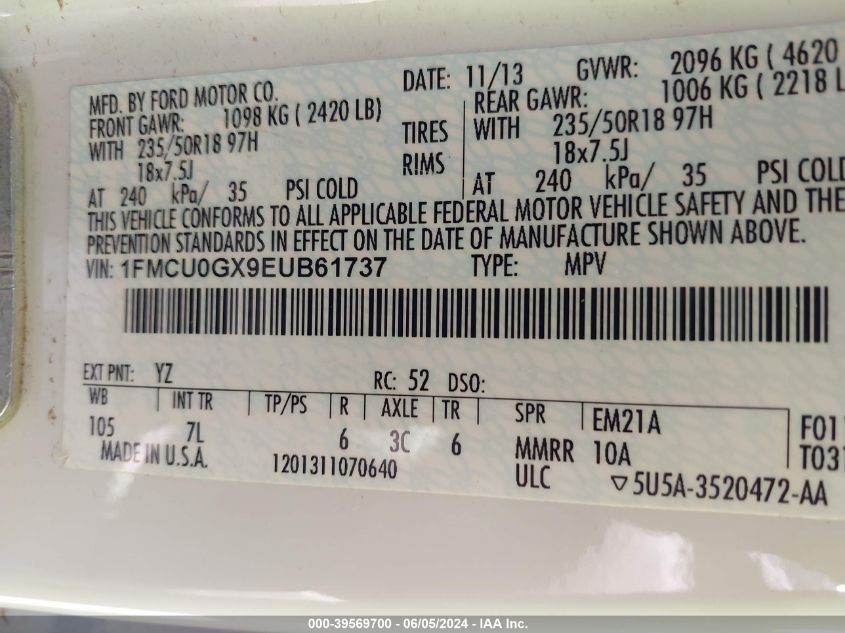 MFD. BY FORD MOTOR CO. DATE: 11/13 GVWR: 2096 KG ( 4620
FRONT GAWR: 1098 KG ( 2420 LB) REAR GAWR: 1006 KG ( 2218 L
WITH 235/50R18 97H TIRES WITH 235/50R18 97H
18x7.5J RIMS 18x7.5J
AT 240 kPa/ 35 PSI COLD AT 240 kPa/ 35 PSI COLD
THIS VEHICLE CONFORMS TO ALL APPLICABLE FEDERAL MOTOR VEHICLE SAFETY AND THE
PREVENTION STANDARDS IN EFFECT ON THE DATE OF MANUFACTURE SHOWN ABOVE.
VIN: 1FMCU0GX9EUB61737 TYPE: MPV
EXT PNT: YZ RC: 52 DSO:
WB INT TR TP/PS R AXLE TR SPR EM21A F01
105 7L 6 3C 6 MMRR 10A T03
MADE IN U.S.A. 1201311070640 ULC ▽5U5A-3520472-AA
000-39569700 - 06/05/2024 - IAA Inc.